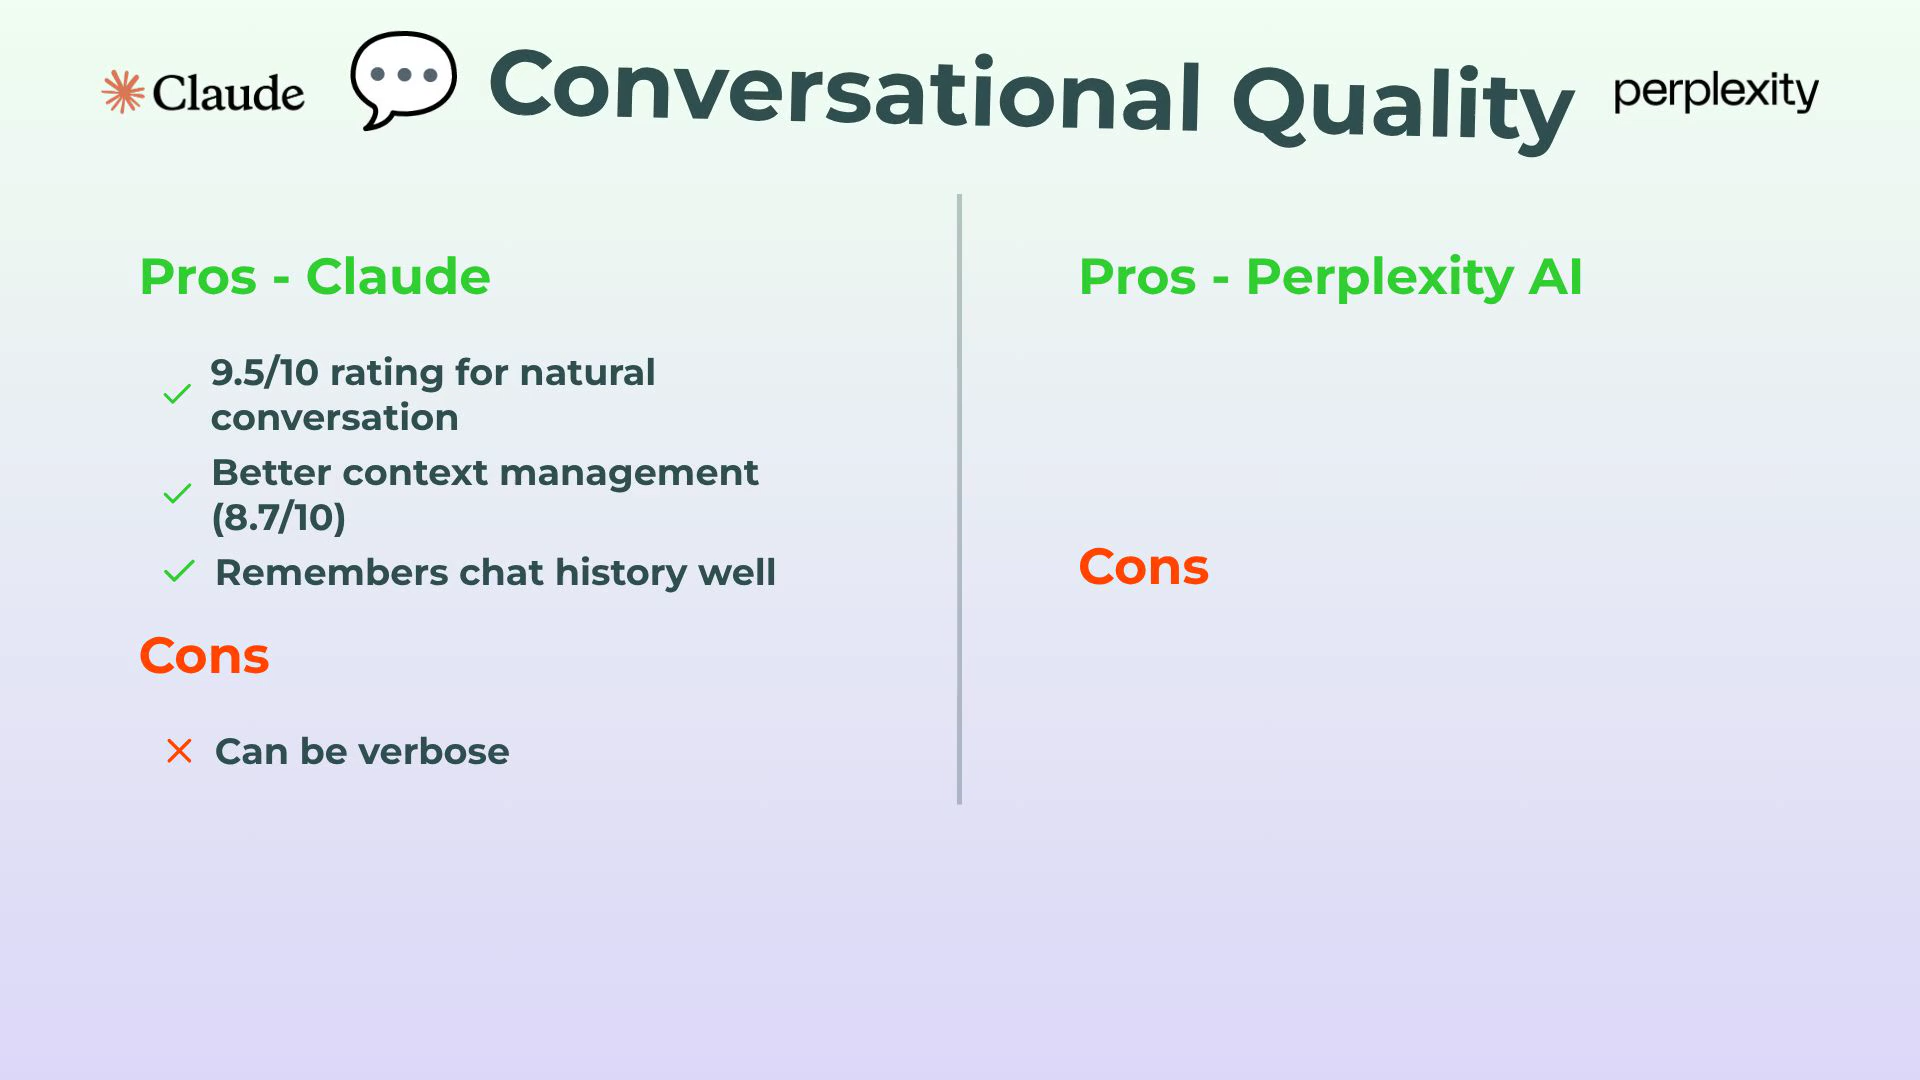 Claude
Conversational Quality
perplexity
Pros - Claude
9.5/10 rating for natural
conversation
Better context management
(8.7/10)
Remembers chat history well
Cons
Can be verbose
Pros - Perplexity AI
Cons